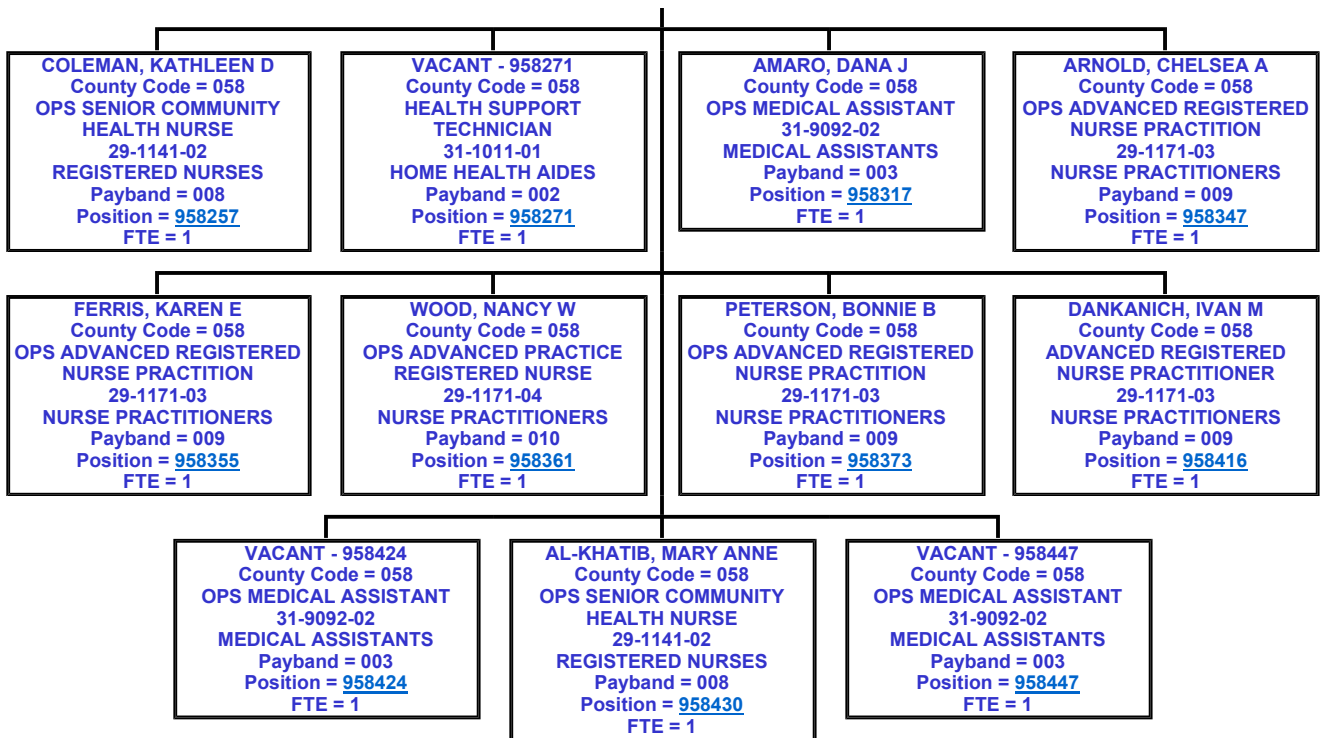 COLEMAN, KATHLEEN D
County Code = 058
OPS SENIOR COMMUNITY
HEALTH NURSE
29-1141-02
REGISTERED NURSES
Payband = 008
Position = 958257
FTE = 1
VACANT - 958271
County Code = 058
HEALTH SUPPORT
TECHNICIAN
31-1011-01
HOME HEALTH AIDES
Payband = 002
Position = 958271
FTE = 1
AMARO, DANA J
County Code = 058
OPS MEDICAL ASSISTANT
31-9092-02
MEDICAL ASSISTANTS
Payband = 003
Position = 958317
FTE = 1
ARNOLD, CHELSEA A
County Code = 058
OPS ADVANCED REGISTERED
NURSE PRACTITION
29-1171-03
NURSE PRACTITIONERS
Payband = 009
Position = 958347
FTE = 1
FERRIS, KAREN E
County Code = 058
OPS ADVANCED REGISTERED
NURSE PRACTITION
29-1171-03
NURSE PRACTITIONERS
Payband = 009
Position = 958355
FTE = 1
WOOD, NANCY W
County Code = 058
OPS ADVANCED PRACTICE
REGISTERED NURSE
29-1171-04
NURSE PRACTITIONERS
Payband = 010
Position = 958361
FTE = 1
PETERSON, BONNIE B
County Code = 058
OPS ADVANCED REGISTERED
NURSE PRACTITION
29-1171-03
NURSE PRACTITIONERS
Payband = 009
Position = 958373
FTE = 1
DANKANICH, IVAN M
County Code = 058
ADVANCED REGISTERED
NURSE PRACTITIONER
29-1171-03
NURSE PRACTITIONERS
Payband = 009
Position = 958416
FTE = 1
VACANT - 958424
County Code = 058
OPS MEDICAL ASSISTANT
31-9092-02
MEDICAL ASSISTANTS
Payband = 003
Position = 958424
FTE = 1
AL-KHATIB, MARY ANNE
County Code = 058
OPS SENIOR COMMUNITY
HEALTH NURSE
29-1141-02
REGISTERED NURSES
Payband = 008
Position = 958430
FTE = 1
VACANT - 958447
County Code = 058
OPS MEDICAL ASSISTANT
31-9092-02
MEDICAL ASSISTANTS
Payband = 003
Position = 958447
FTE = 1